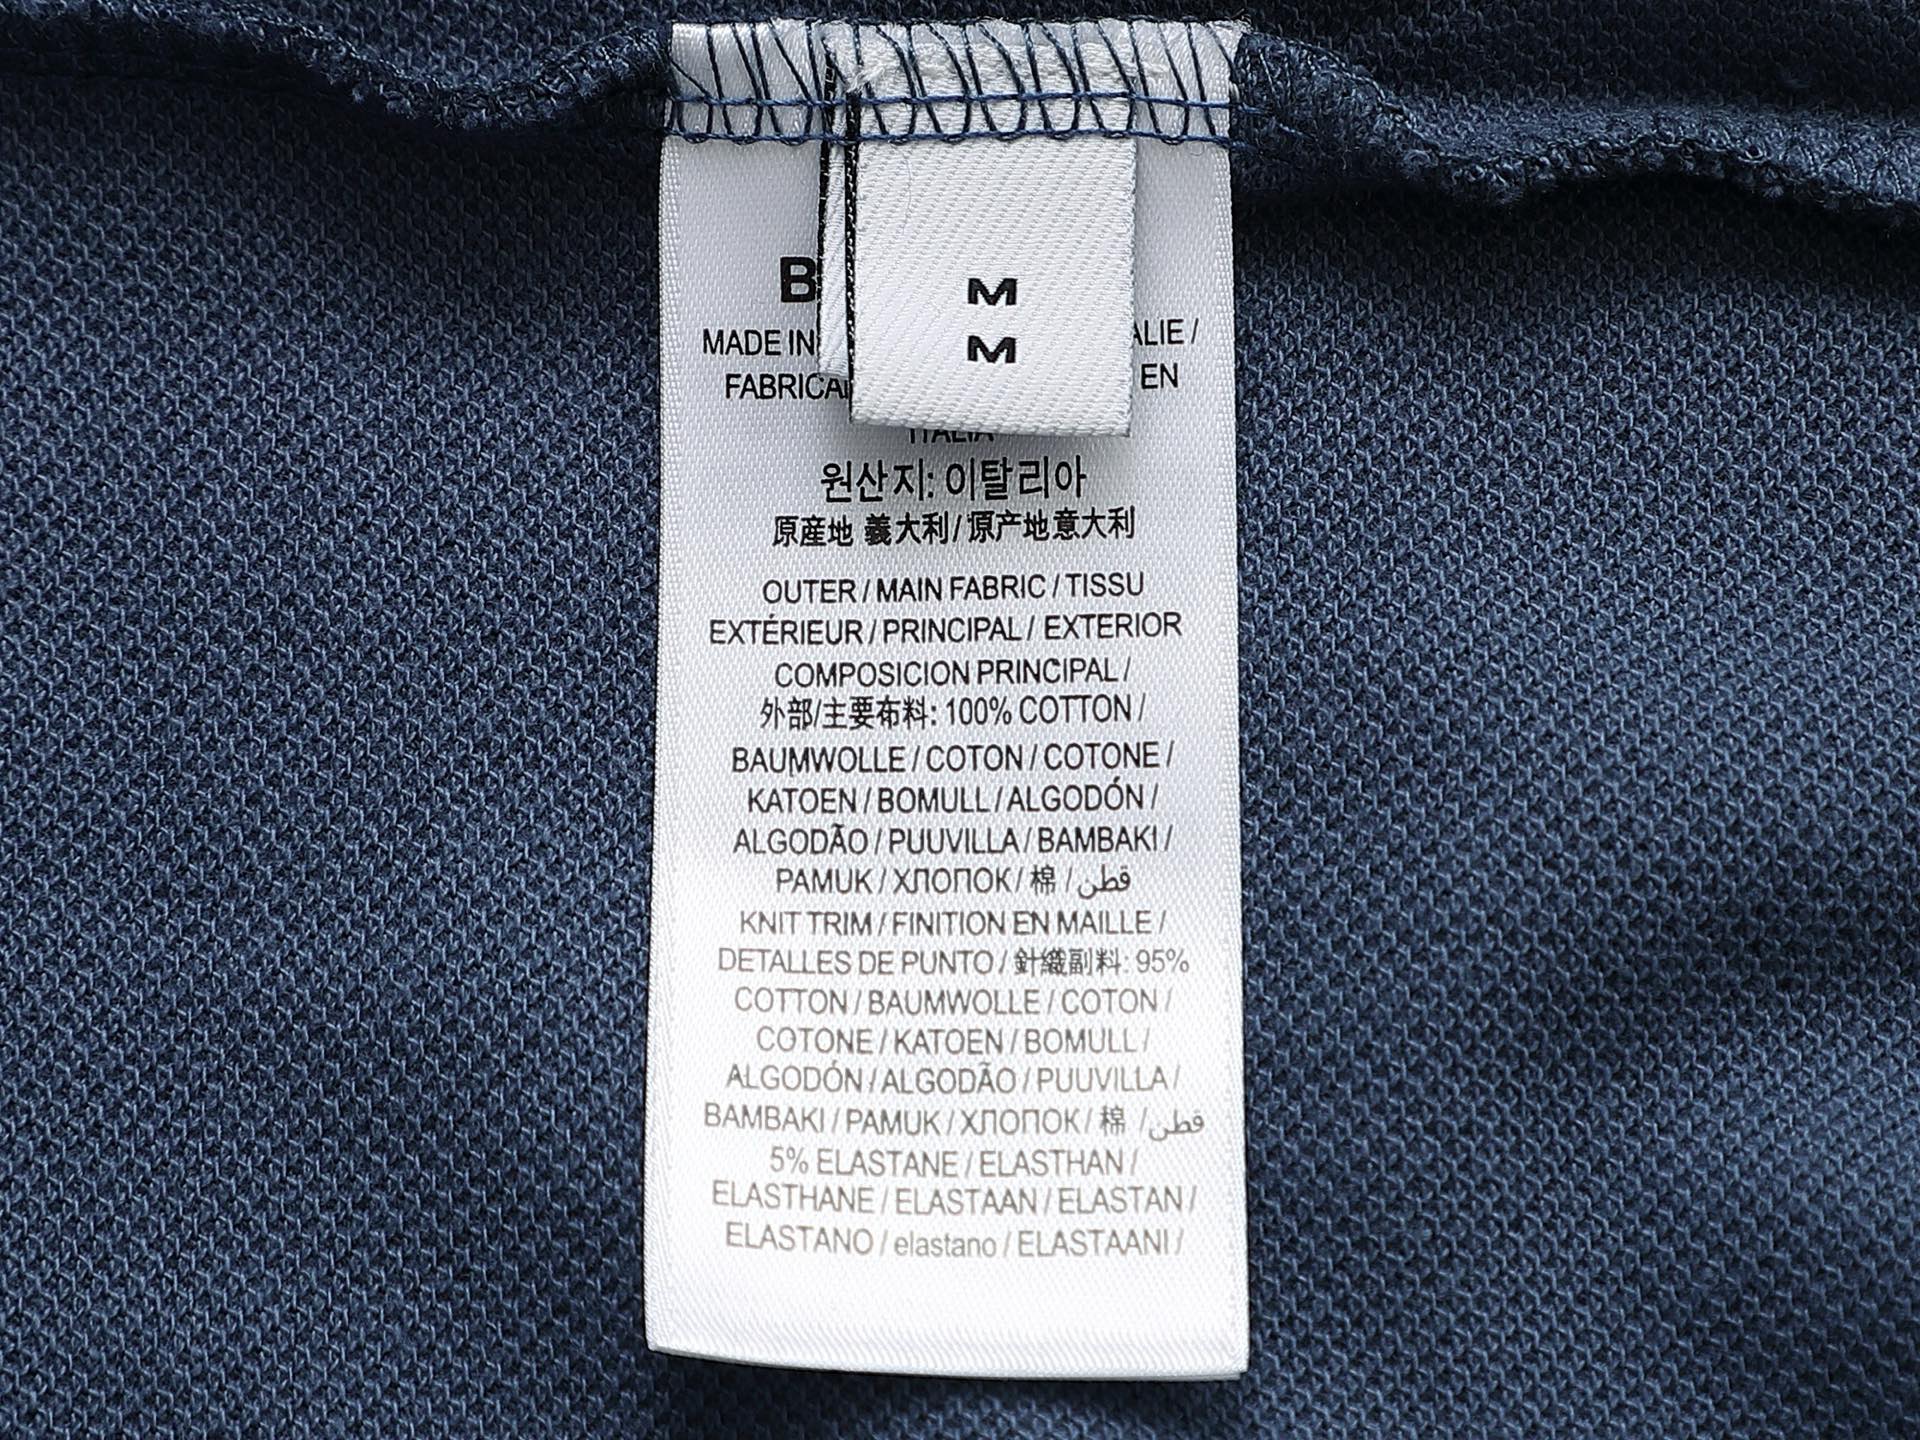 M
M
MADE IN ALIE /
EN
원산지: 이탈리아
原産地 義大利 / 原产地意大利
OUTER / MAIN FABRIC / TISSU
EXTÉRIEUR / PRINCIPAL / EXTERIOR
COMPOSICION PRINCIPAL /
外部/主要布料: 100% COTTON /
BAUMWOLLE / COTON / COTONE /
KATOEN / BOMULL / ALGODÓN /
ALGODÃO / PUUVILLA / BAMBAKI /
PAMUK / ХЛОПОК / 棉 / قطن
KNIT TRIM / FINITION EN MAILLE /
DETALLES DE PUNTO / 針織副料: 95%
COTTON / BAUMWOLLE / COTON /
COTONE / KATOEN / BOMULL /
ALGODÓN / ALGODÃO / PUUVILLA /
BAMBAKI / PAMUK / ХЛОПОК / 棉 / قطن
5% ELASTANE / ELASTHAN /
ELASTHANE / ELASTAAN / ELASTAN /
ELASTANO / elastano / ELASTAANI /